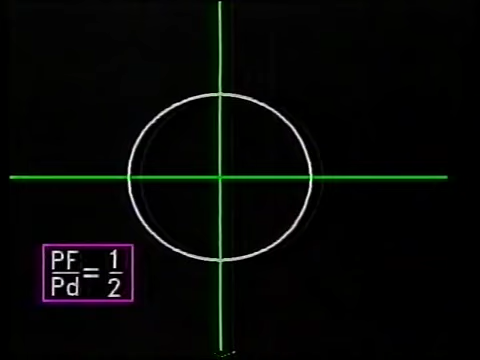 PF/Pd = 1/2